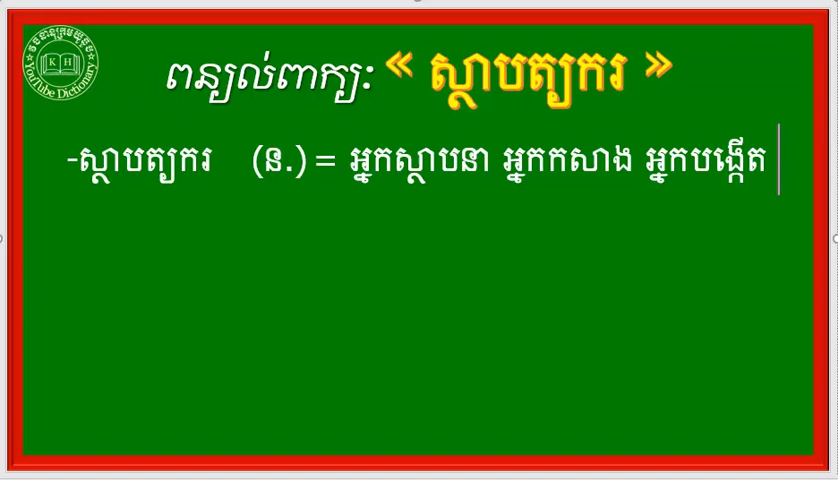 ពន្យល់ពាក្យ: « ស្ថាបត្យករ »
-ស្ថាបត្យករ (ន.) = អ្នកស្ថាបនា អ្នកកសាង អ្នកបង្កើត
K H
YouTube Dictionary